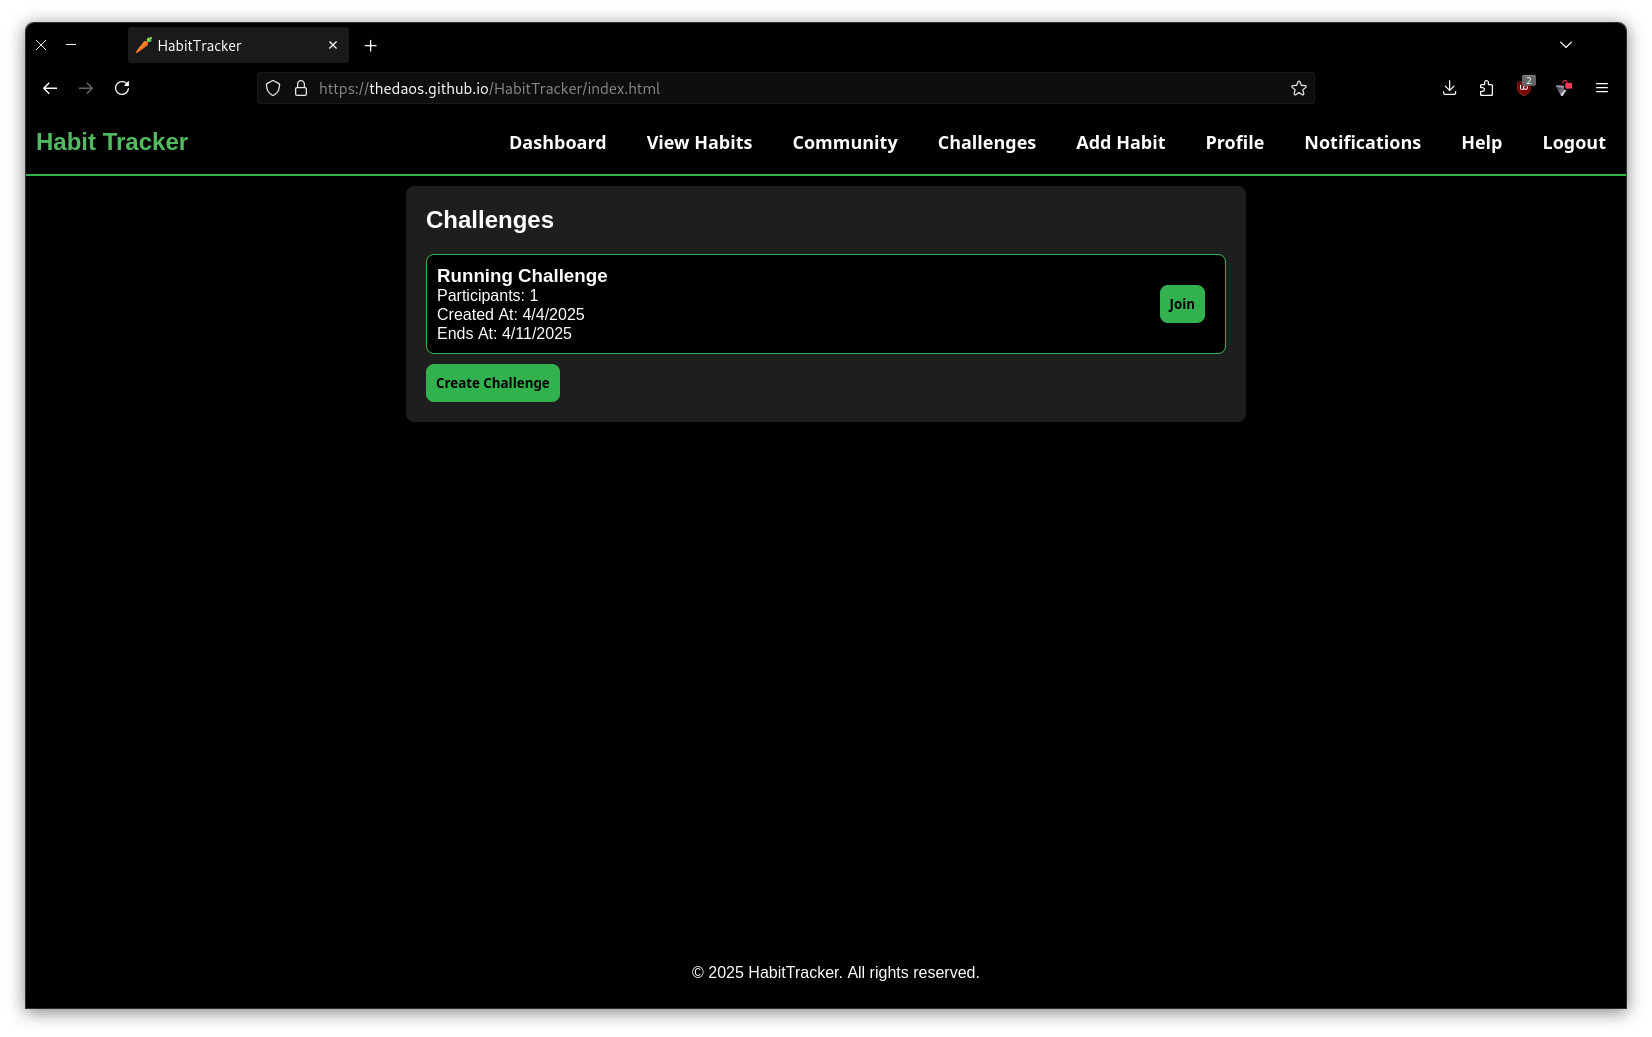 HabitTracker
https://thedaos.github.io/HabitTracker/index.html
2
Habit Tracker
Dashboard View Habits Community Challenges Add Habit Profile Notifications Help Logout
Challenges
Running Challenge
Participants: 1
Created At: 4/4/2025
Ends At: 4/11/2025
Join
Create Challenge
© 2025 HabitTracker. All rights reserved.